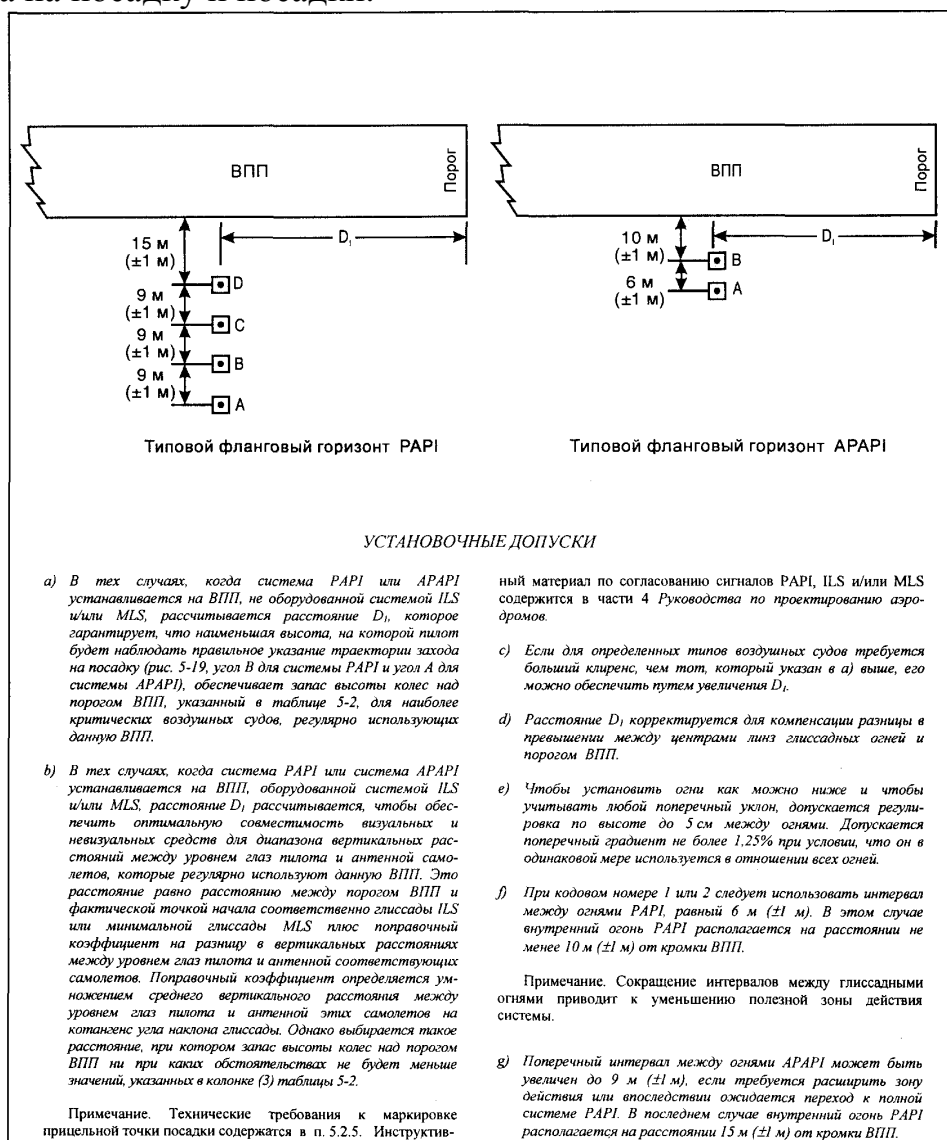 а на посадку и посадки.
ВПП
Порог
15 м
(±1 м)
D₁
D
9 м
(±1 м)
C
9 м
(±1 м)
B
9 м
(±1 м)
A
Типовой фланговый горизонт PAPI
ВПП
Порог
10 м
(±1 м)
D₁
B
6 м
(±1 м)
A
Типовой фланговый горизонт APAPI
УСТАНОВОЧНЫЕ ДОПУСКИ
a) В тех случаях, когда система PAPI или APAPI
устанавливается на ВПП, не оборудованной системой ILS
и/или MLS, рассчитывается расстояние D₁, которое
гарантирует, что наименьшая высота, на которой пилот
будет наблюдать правильное указание траектории захода
на посадку (рис. 5-19, угол B для системы PAPI и угол A для
системы APAPI), обеспечивает запас высоты колес над
порогом ВПП, указанный в таблице 5-2, для наиболее
критических воздушных судов, регулярно использующих
данную ВПП.
b) В тех случаях, когда система PAPI или система APAPI
устанавливается на ВПП, оборудованной системой ILS
и/или MLS, расстояние D₁ рассчитывается, чтобы обес-
печить оптимальную совместимость визуальных и
невизуальных средств для диапазона вертикальных рас-
стояний между уровнем глаз пилота и антенной само-
летов, которые регулярно используют данную ВПП. Это
расстояние равно расстоянию между порогом ВПП и
фактической точкой начала соответственно глиссады ILS
или минимальной глиссады MLS плюс поправочный
коэффициент на разницу в вертикальных расстояниях
между уровнем глаз пилота и антенной соответствующих
самолетов. Поправочный коэффициент определяется ум-
ножением среднего вертикального расстояния между
уровнем глаз пилота и антенной этих самолетов на
котангенс угла наклона глиссады. Однако выбирается такое
расстояние, при котором запас высоты колес над порогом
ВПП ни при каких обстоятельствах не будет меньше
значений, указанных в колонке (3) таблицы 5-2.
Примечание. Технические требования к маркировке
прицельной точки посадки содержатся в п. 5.2.5. Инструктив-
ный материал по согласованию сигналов PAPI, ILS и/или MLS
содержится в части 4 Руководства по проектированию аэро-
дромов.
c) Если для определенных типов воздушных судов требуется
больший клиренс, чем тот, который указан в a) выше, его
можно обеспечить путем увеличения D₁.
d) Расстояние D₁ корректируется для компенсации разницы в
превышении между центрами линз глиссадных огней и
порогом ВПП.
e) Чтобы установить огни как можно ниже и чтобы
учитывать любой поперечный уклон, допускается регули-
ровка по высоте до 5 см между огнями. Допускается
поперечный градиент не более 1,25% при условии, что он в
одинаковой мере используется в отношении всех огней.
f) При кодовом номере 1 или 2 следует использовать интервал
между огнями PAPI, равный 6 м (±1 м). В этом случае
внутренний огонь PAPI располагается на расстоянии не
менее 10 м (±1 м) от кромки ВПП.
Примечание. Сокращение интервалов между глиссадными
огнями приводит к уменьшению полезной зоны действия
системы.
g) Поперечный интервал между огнями APAPI может быть
увеличен до 9 м (±1 м), если требуется расширить зону
действия или впоследствии ожидается переход к полной
системе PAPI. В последнем случае внутренний огонь PAPI
располагается на расстоянии 15 м (±1 м) от кромки ВПП.